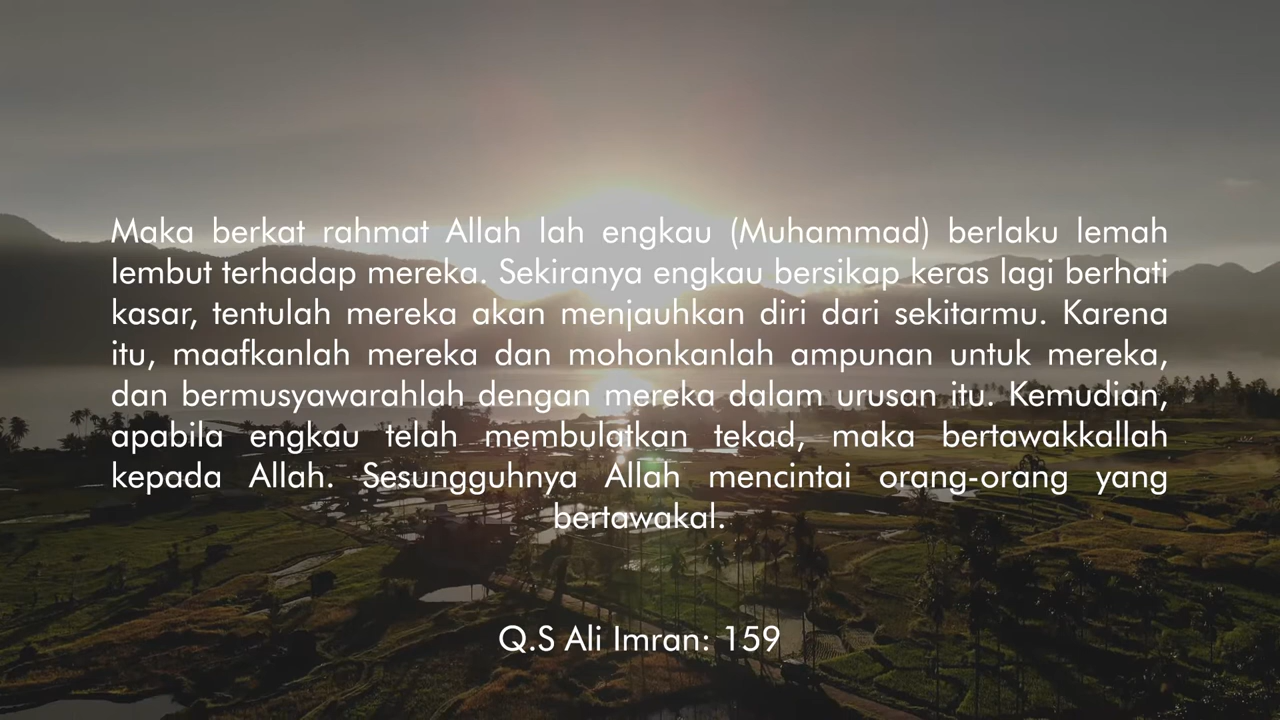 Maka berkat rahmat Allah lah engkau (Muhammad) berlaku lemah
lembut terhadap mereka. Sekiranya engkau bersikap keras lagi berhati
kasar, tentulah mereka akan menjauhkan diri dari sekitarmu. Karena
itu, maafkanlah mereka dan mohonkanlah ampunan untuk mereka,
dan bermusyawarahlah dengan mereka dalam urusan itu. Kemudian,
apabila engkau telah membulatkan tekad, maka bertawakkallah
kepada Allah. Sesungguhnya Allah mencintai orang-orang yang
bertawakal.
Q.S Ali Imran: 159